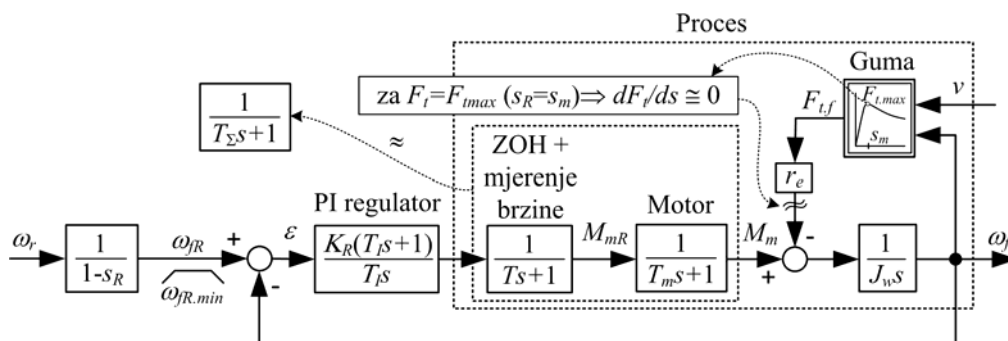 Proces
Guma
za F_t=F_tmax (s_R=s_m)⇒ dF_t/ds ≅ 0
F_t.max
s_m
v
F_t.f
1
T_Σs+1
≈
ZOH +
mjerenje
brzine
r_e
PI regulator
Motor
ω_r
1
1-s_R
ω_fR
ω_fR.min
+
-
ε
K_R(T_Is+1)
T_Is
1
Ts+1
M_mR
1
T_ms+1
M_m
+
-
1
J_ws
ω_f